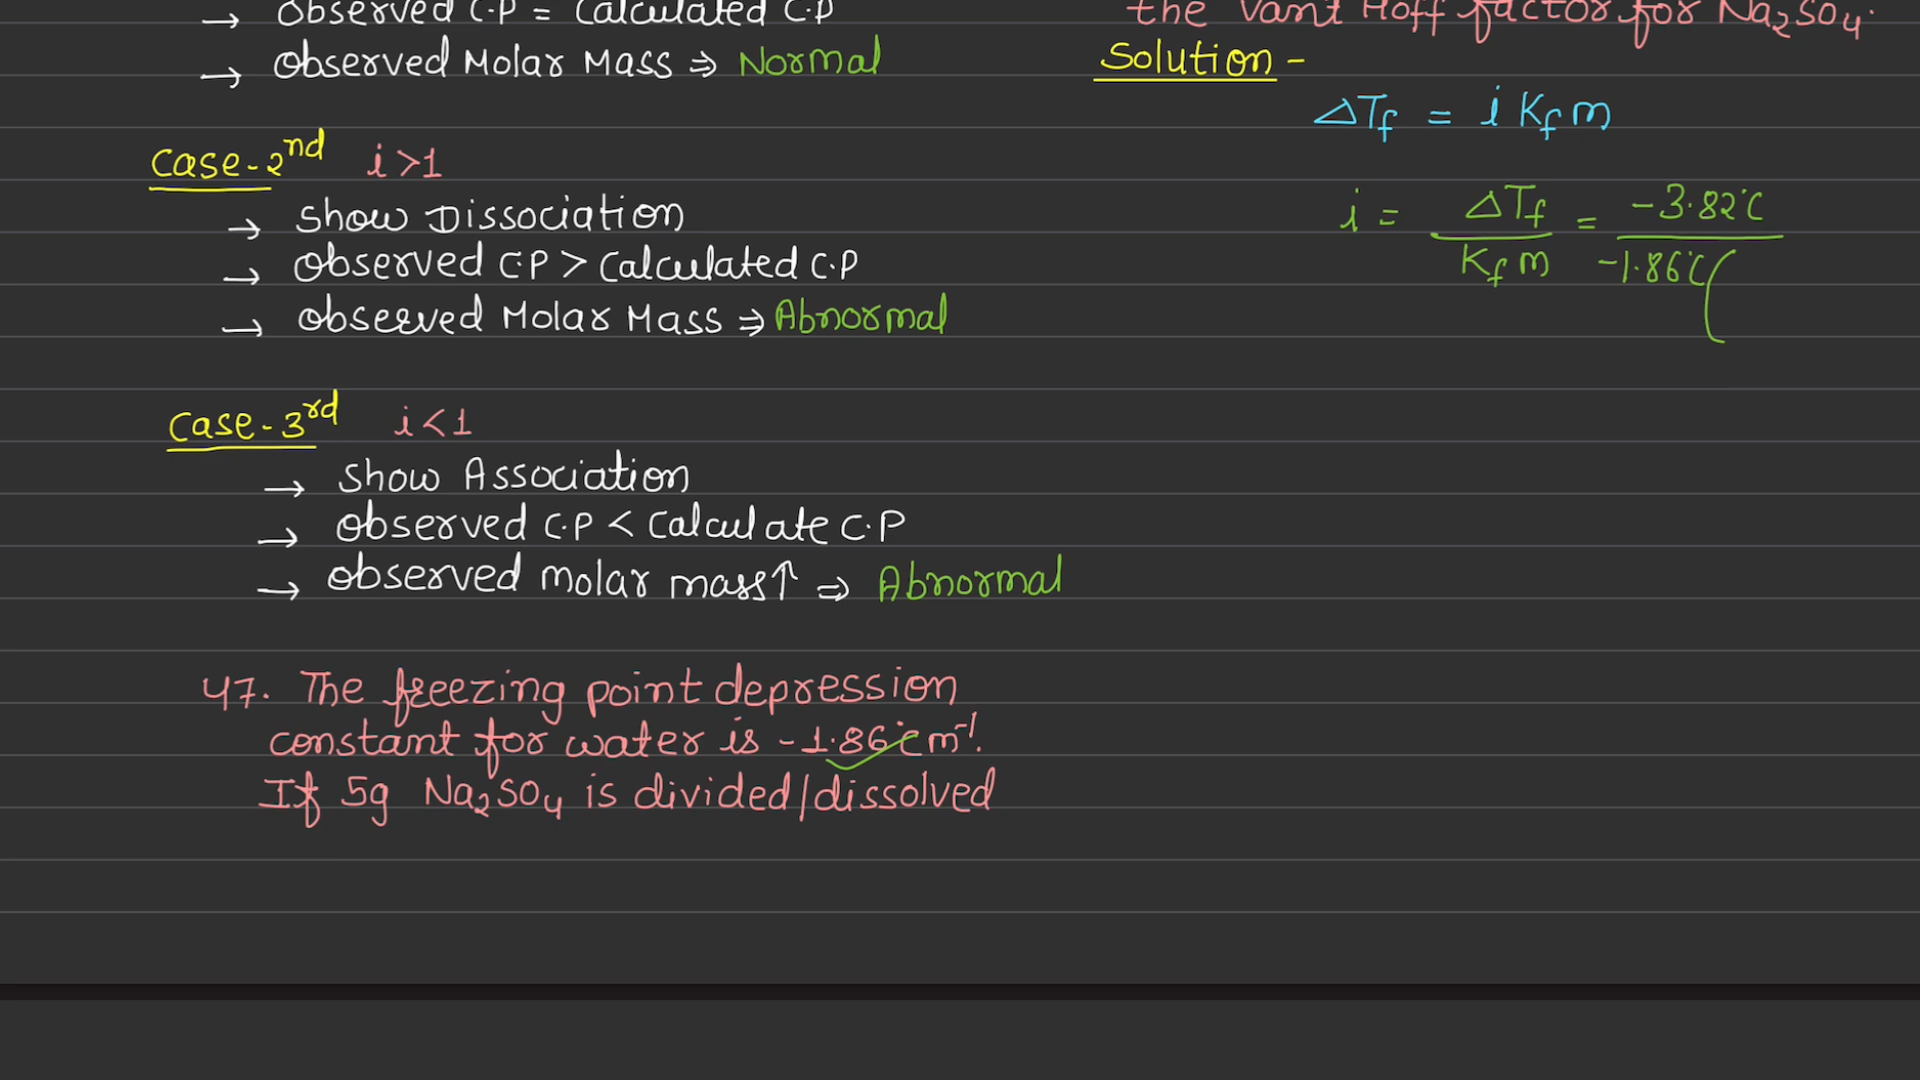 → Observed C.P = Calculated C.P
→ Observed Molar Mass ⇒ Normal
Case-2nd i>1
→ Show Dissociation
→ Observed C.P > Calculated C.P
→ Observed Molar Mass ⇒ Abnormal
Case-3rd i<1
→ Show Association
→ Observed C.P < Calculate C.P
→ Observed molar mass↑ ⇒ Abnormal
47. The freezing point depression
constant for water is -1.86°C m⁻¹.
If 5g Na₂SO₄ is divided/dissolved
the Vant Hoff factor for Na₂SO₄.
Solution -
ΔTf = i Kf m
i = ΔTf / Kf m = -3.82°C / -1.86°C (